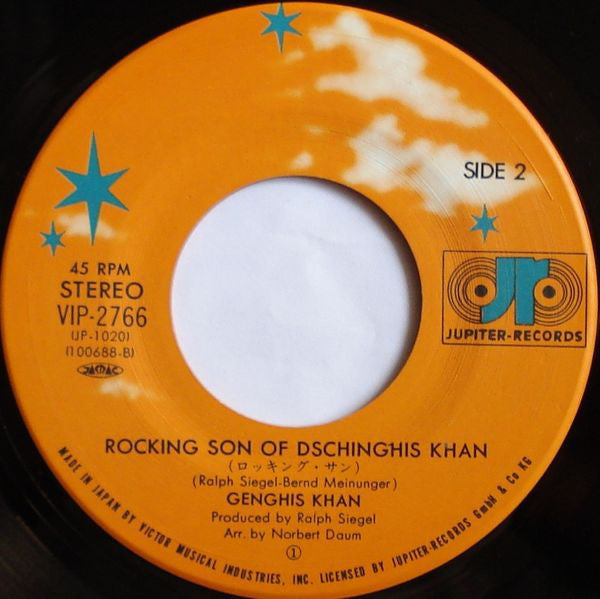 SIDE 2
45 RPM
STEREO
VIP-2766
(JP-1020)
(100688-B)
JASRAC
Jr
JUPITER-RECORDS
ROCKING SON OF DSCHINGHIS KHAN
(ロッキング・サン)
(Ralph Siegel-Bernd Meinunger)
GENGHIS KHAN
Produced by Ralph Siegel
Arr. by Norbert Daum
①
MADE IN JAPAN BY VICTOR MUSICAL INDUSTRIES, INC. LICENSED BY JUPITER-RECORDS GmbH & Co KG